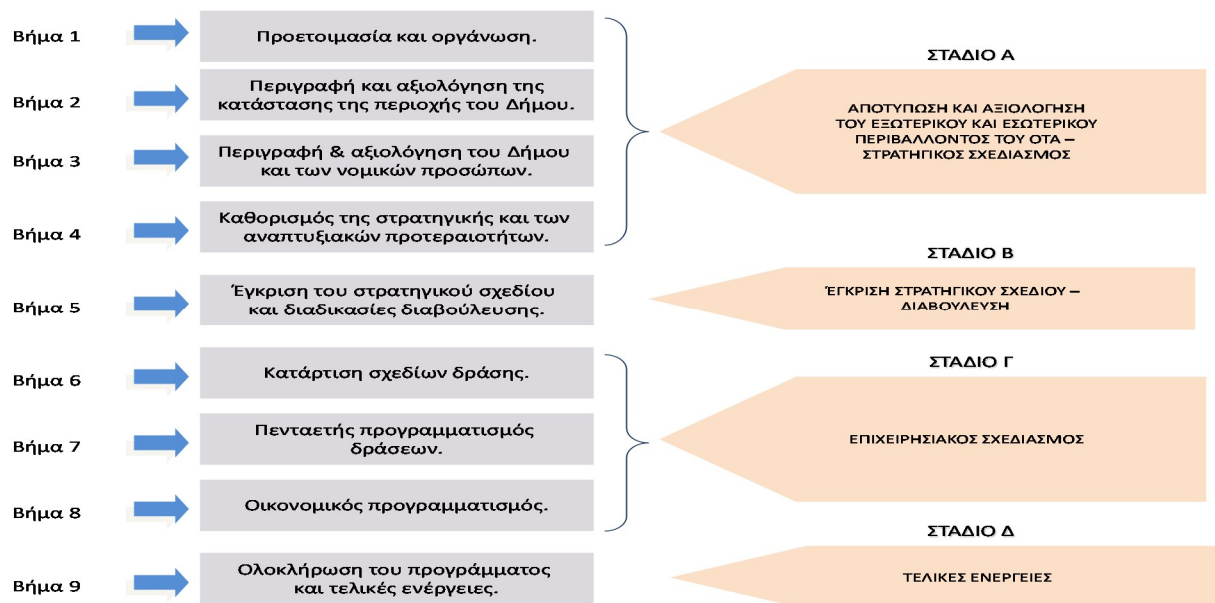 Βήμα 1
Προετοιμασία και οργάνωση.
Βήμα 2
Περιγραφή και αξιολόγηση της
κατάστασης της περιοχής του Δήμου.
Βήμα 3
Περιγραφή & αξιολόγηση του Δήμου
και των νομικών προσώπων.
Βήμα 4
Καθορισμός της στρατηγικής και των
αναπτυξιακών προτεραιοτήτων.
ΣΤΑΔΙΟ Α
ΑΠΟΤΥΠΩΣΗ ΚΑΙ ΑΞΙΟΛΟΓΗΣΗ
ΤΟΥ ΕΞΩΤΕΡΙΚΟΥ ΚΑΙ ΕΣΩΤΕΡΙΚΟΥ
ΠΕΡΙΒΑΛΛΟΝΤΟΣ ΤΟΥ ΟΤΑ –
ΣΤΡΑΤΗΓΙΚΟΣ ΣΧΕΔΙΑΣΜΟΣ
Βήμα 5
Έγκριση του στρατηγικού σχεδίου
και διαδικασίες διαβούλευσης.
ΣΤΑΔΙΟ Β
ΈΓΚΡΙΣΗ ΣΤΡΑΤΗΓΙΚΟΥ ΣΧΕΔΙΟΥ –
ΔΙΑΒΟΥΛΕΥΣΗ
Βήμα 6
Κατάρτιση σχεδίων δράσης.
Βήμα 7
Πενταετής προγραμματισμός
δράσεων.
Βήμα 8
Οικονομικός προγραμματισμός.
ΣΤΑΔΙΟ Γ
ΕΠΙΧΕΙΡΗΣΙΑΚΟΣ ΣΧΕΔΙΑΣΜΟΣ
Βήμα 9
Ολοκλήρωση του προγράμματος
και τελικές ενέργειες.
ΣΤΑΔΙΟ Δ
ΤΕΛΙΚΕΣ ΕΝΕΡΓΕΙΕΣ